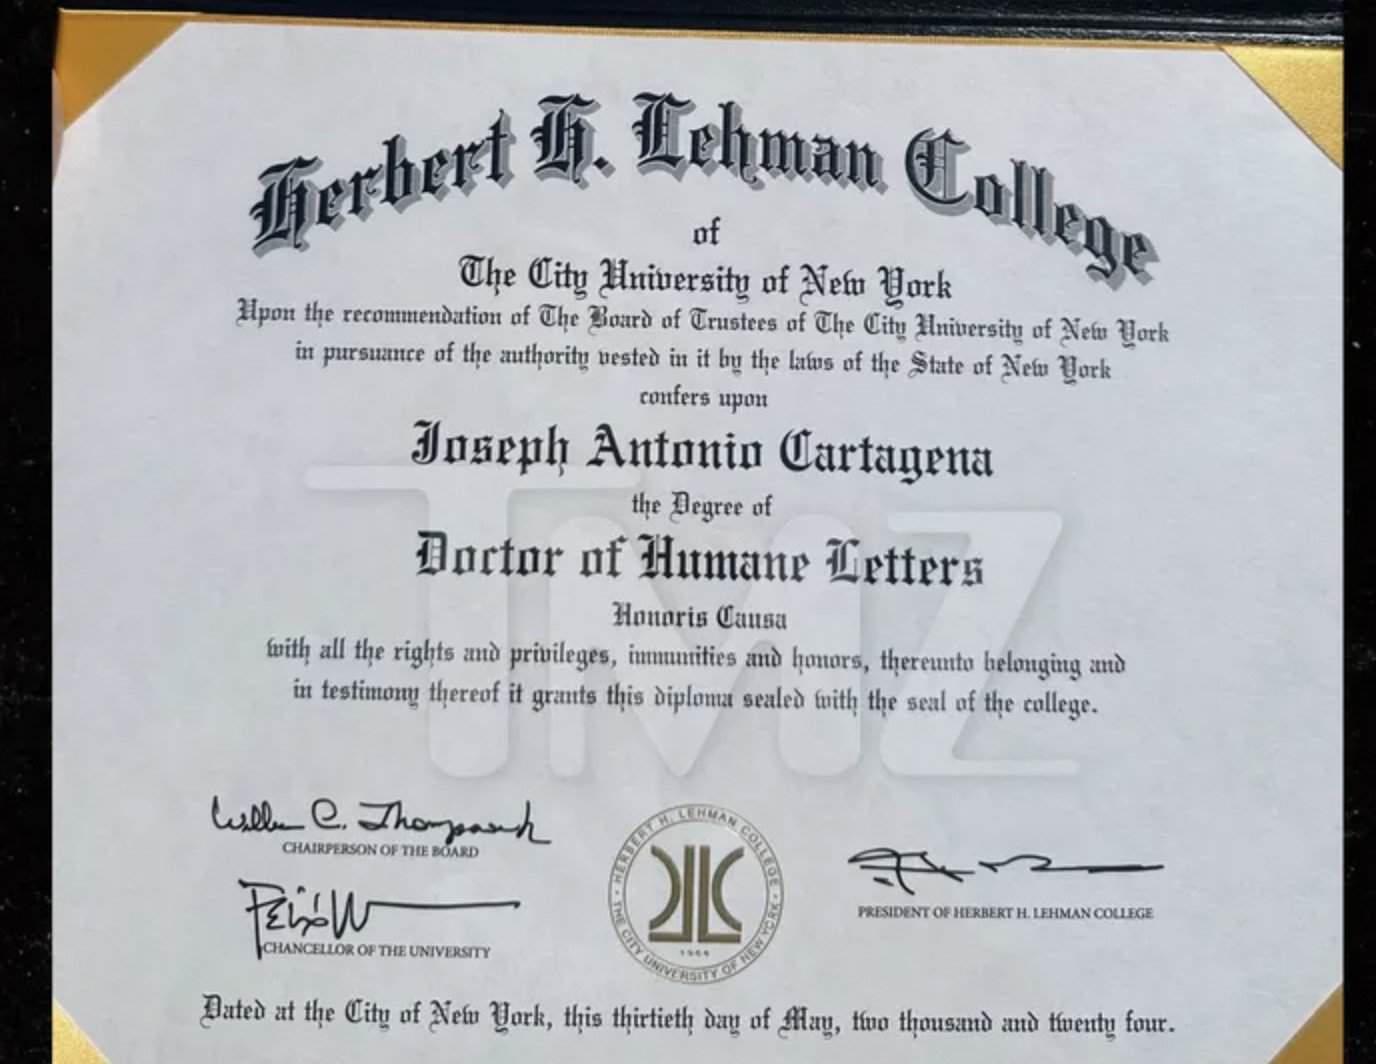 Herbert H. Lehman College
of
The City University of New York
Upon the recommendation of The Board of Trustees of The City University of New York
in pursuance of the authority vested in it by the laws of the State of New York
confers upon
Joseph Antonio Cartagena
the Degree of
Doctor of Humane Letters
Honoris Causa
with all the rights and privileges, immunities and honors, thereunto belonging and
in testimony thereof it grants this diploma sealed with the seal of the college.
TMZ
William C. Thompson
CHAIRPERSON OF THE BOARD
Felix
CHANCELLOR OF THE UNIVERSITY
HERBERT H. LEHMAN COLLEGE
THE CITY UNIVERSITY OF NEW YORK
1968
PRESIDENT OF HERBERT H. LEHMAN COLLEGE
Dated at the City of New York, this thirtieth day of May, two thousand and twenty four.